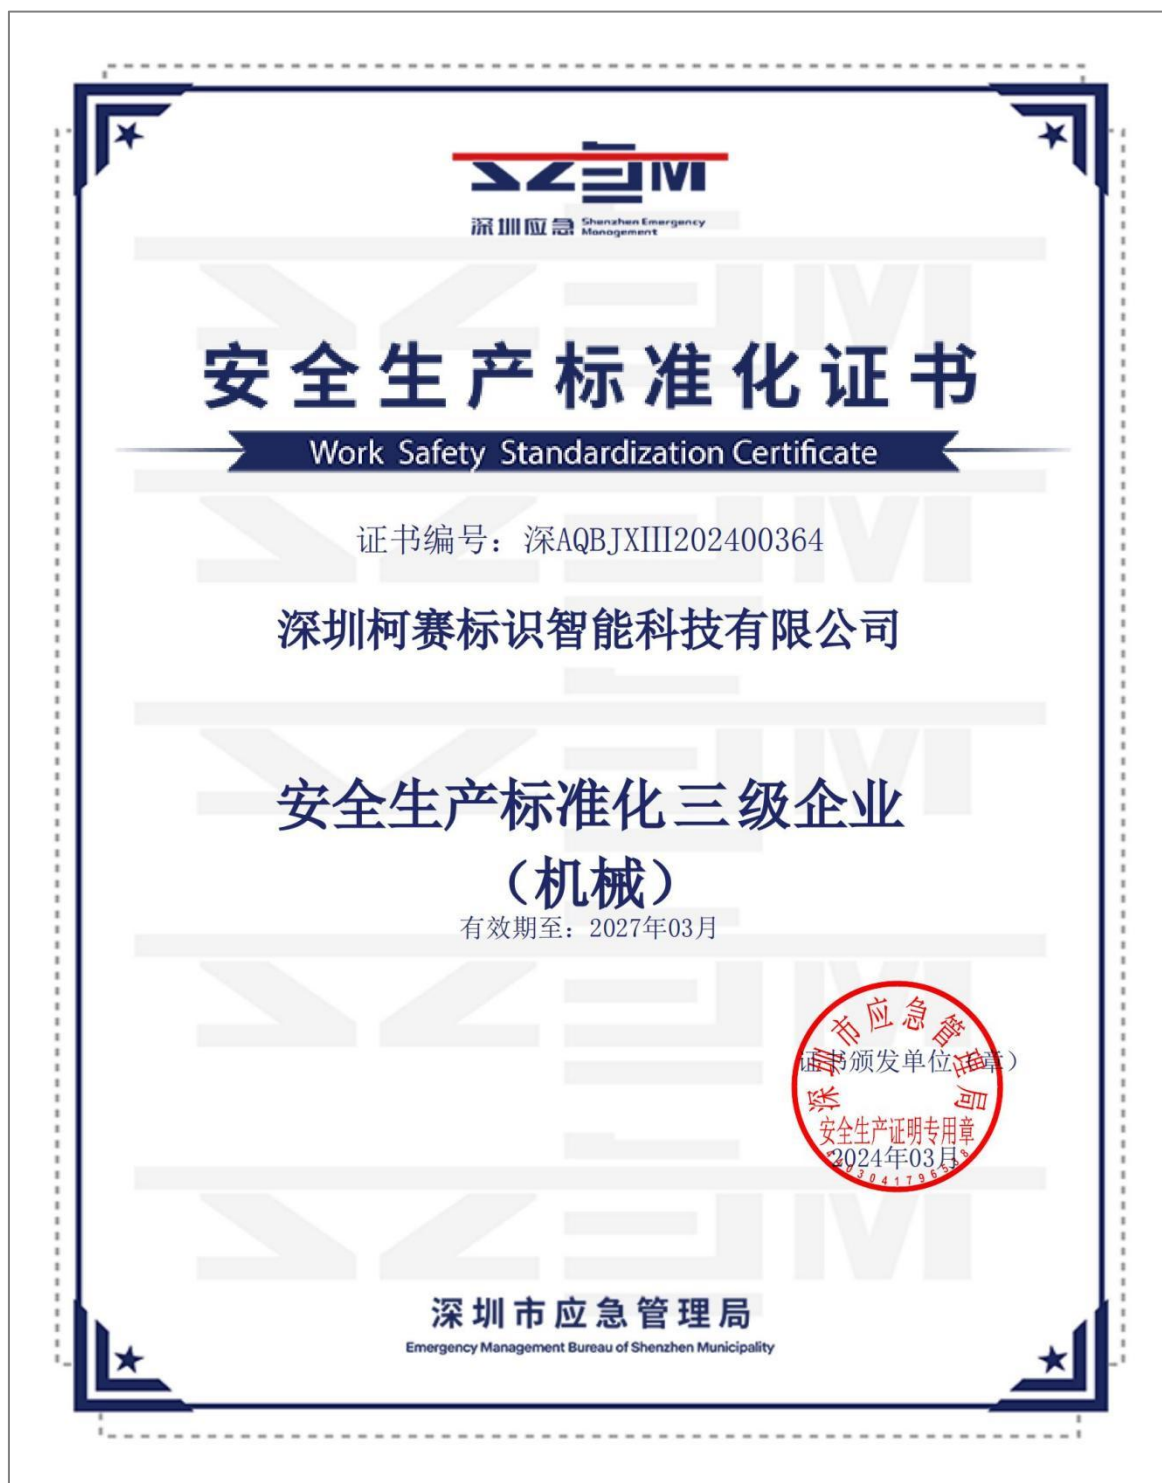 深圳应急 Shenzhen Emergency Management
安全生产标准化证书
Work Safety Standardization Certificate
证书编号：深AQBJXIII202400364
深圳柯赛标识智能科技有限公司
安全生产标准化三级企业
（机械）
有效期至：2027年03月
深圳市应急管理局
证书颁发单位（章）
安全生产证明专用章
2024年03月
深圳市应急管理局
Emergency Management Bureau of Shenzhen Municipality